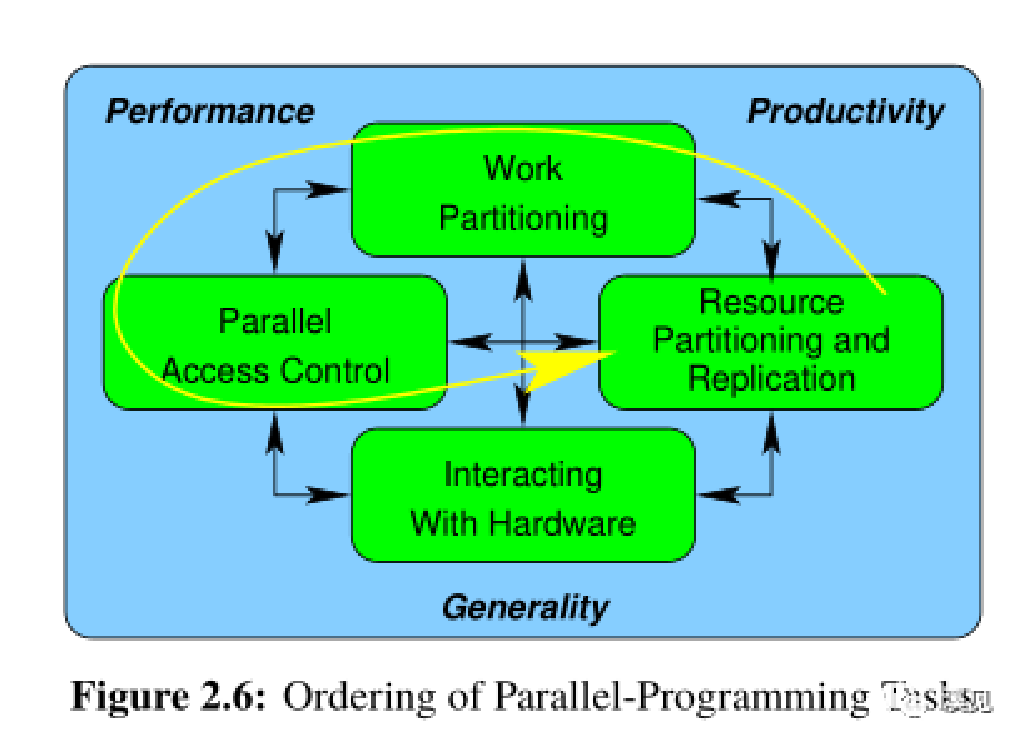 Performance
Productivity
Work
Partitioning
Parallel
Access Control
Resource
Partitioning and
Replication
Interacting
With Hardware
Generality
Figure 2.6: Ordering of Parallel-Programming Tasks